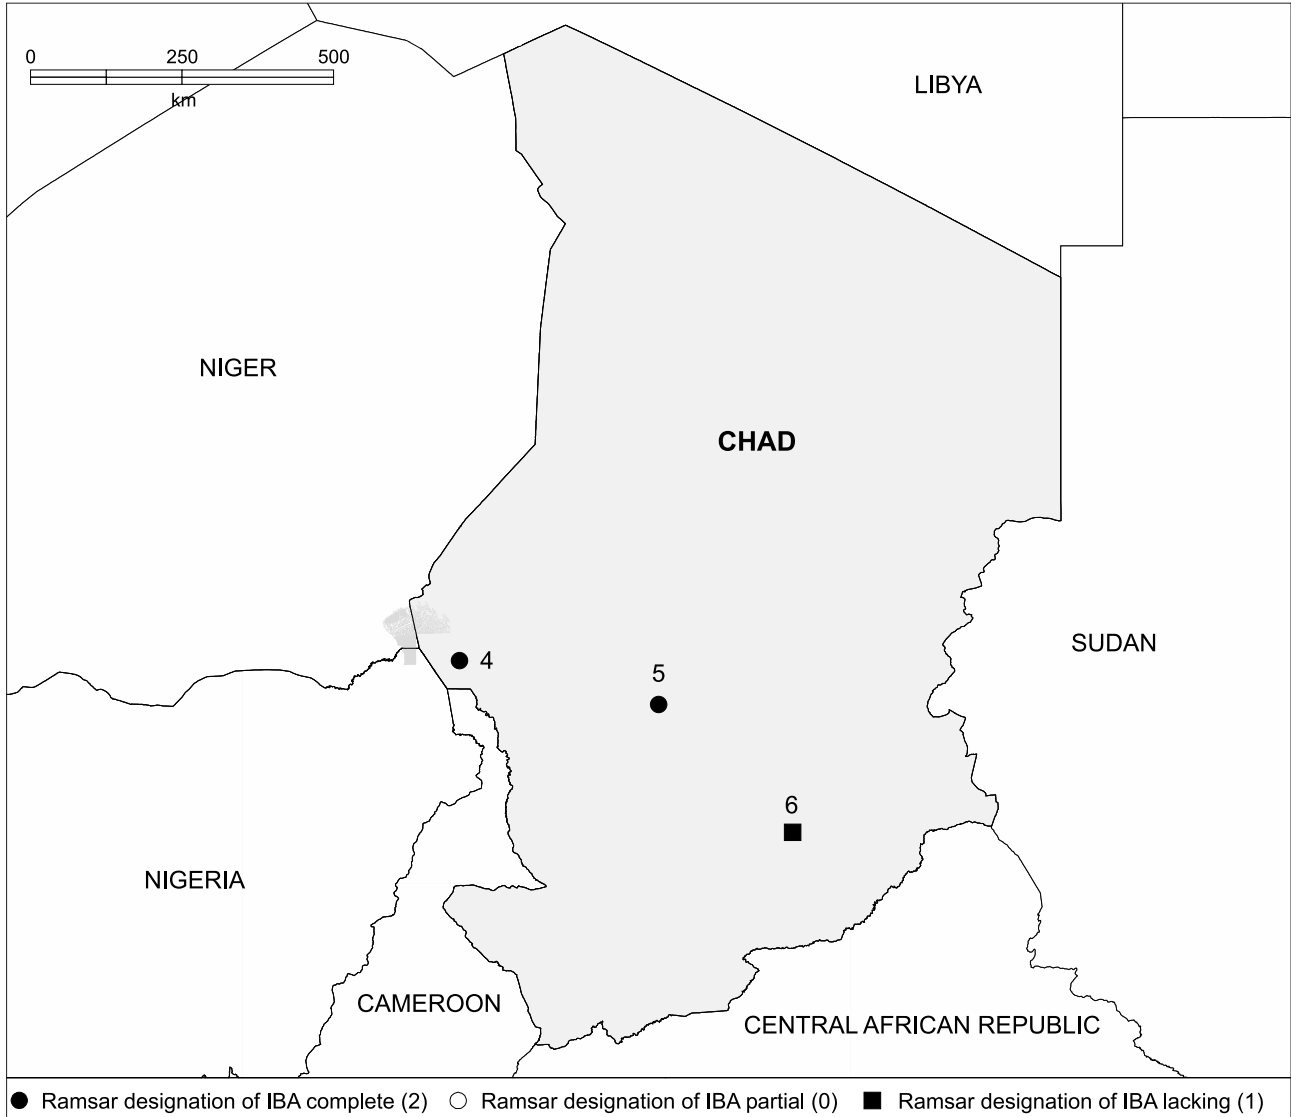 0 250 500
km
LIBYA
NIGER
CHAD
SUDAN
4
5
6
NIGERIA
CAMEROON
CENTRAL AFRICAN REPUBLIC
Ramsar designation of IBA complete (2) Ramsar designation of IBA partial (0) Ramsar designation of IBA lacking (1)